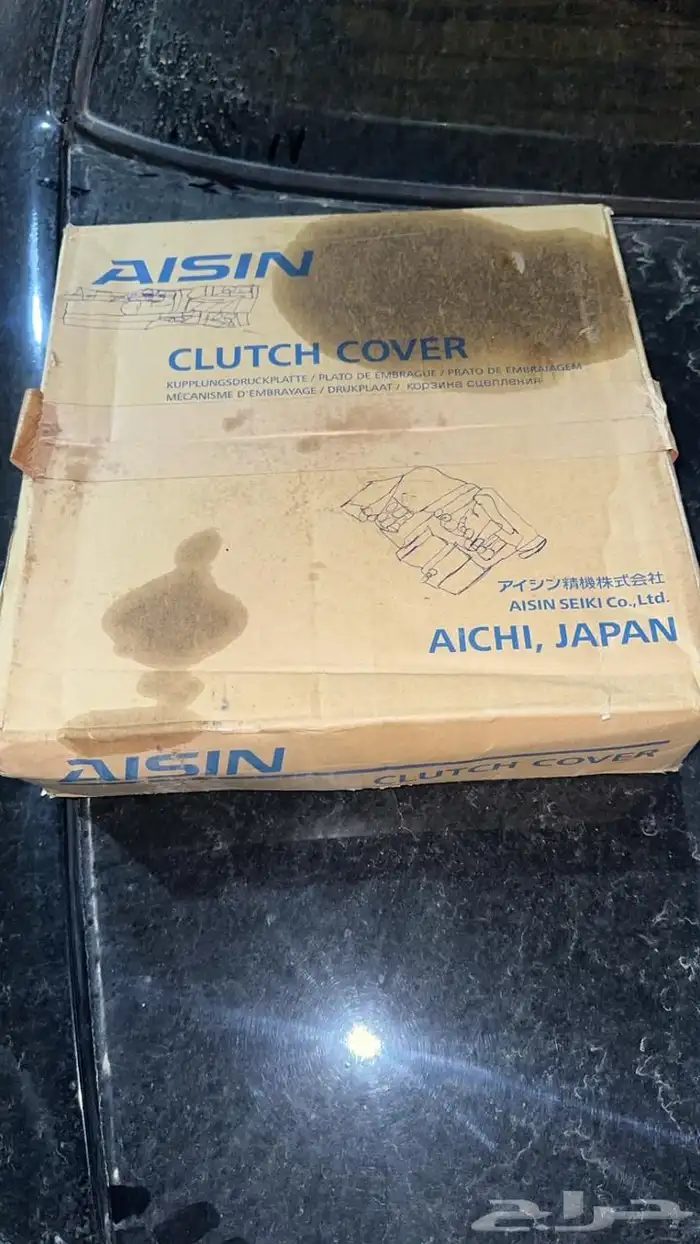 AISIN
CLUTCH COVER
KUPPLUNGSDRUCKPLATTE / PLATO DE EMBRAGUE / PRATO DE EMBRAIAGEM
MÉCANISME D'EMBRAYAGE / DRUKPLAAT / корзина сцепления
アイシン精機株式会社
AISIN SEIKI Co.,Ltd.
AICHI, JAPAN
AISIN
CLUTCH COVER
حراج